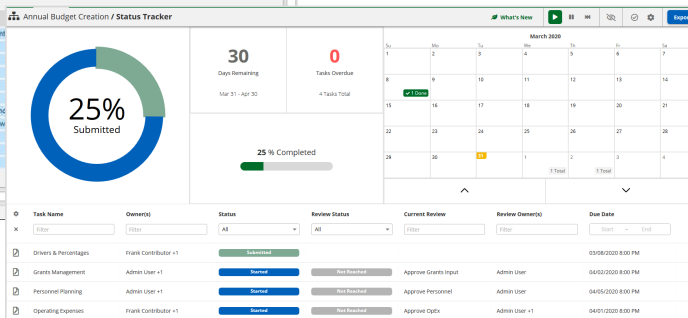 Annual Budget Creation / Status Tracker
What's New
Expor
25%
Submitted
30
Days Remaining
Mar 31 - Apr 30
0
Tasks Overdue
4 Tasks Total
25 % Completed
March 2020
Su Mo Tu We Th Fr Sa
1 2 3 4 5 6 7
8 9 10 11 12 13 14
1 Done
15 16 17 18 19 20 21
22 23 24 25 26 27 28
29 30 31 1 2 3 4
1 Total 1 Total
Task Name Owner(s) Status Review Status Current Review Review Owner(s) Due Date
Filter Filter All All Filter Filter Start ~ End
Drivers & Percentages Frank Contributor +1 Submitted 03/08/2020 8:00 PM
Grants Management Admin User +1 Started Not Reached Approve Grants Input Admin User 04/02/2020 8:00 PM
Personnel Planning Admin User +1 Started Not Reached Approve Personnel Admin User 04/05/2020 8:00 PM
Operating Expenses Frank Contributor +1 Started Not Reached Approve OpEx Admin User +1 04/01/2020 8:00 PM